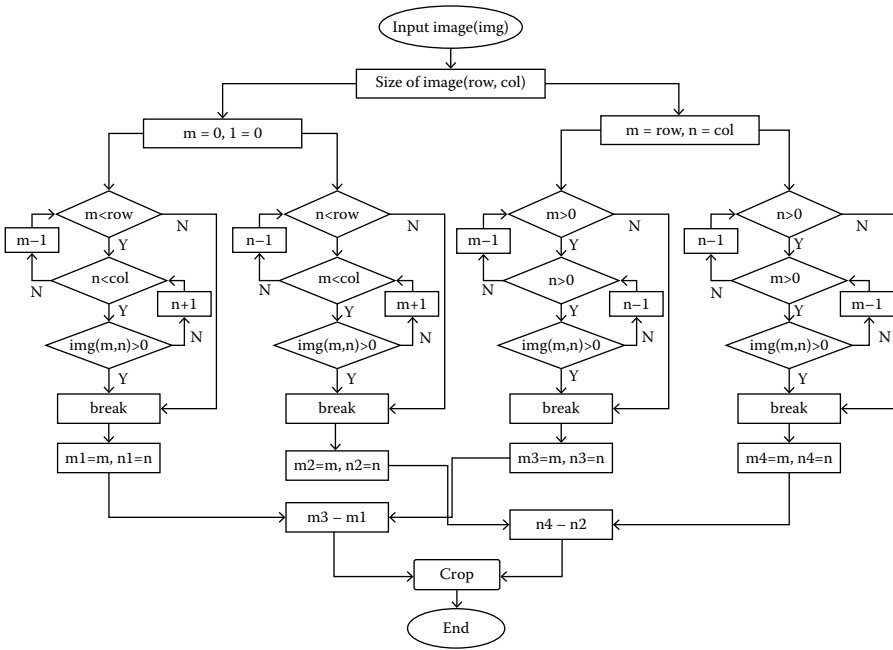 Input image(img)
Size of image(row, col)
m = 0, 1 = 0
m = row, n = col
m<row
N
n<row
N
m>0
N
n>0
N
m−1
Y
n−1
Y
m−1
Y
n−1
Y
n<col
N
n+1
m<col
N
m+1
n>0
N
n−1
m>0
N
m−1
Y
N
Y
N
Y
N
Y
N
img(m,n)>0
img(m,n)>0
img(m,n)>0
img(m,n)>0
Y
Y
Y
Y
break
break
break
break
m1=m, n1=n
m2=m, n2=n
m3=m, n3=n
m4=m, n4=n
m3 – m1
n4 – n2
Crop
End